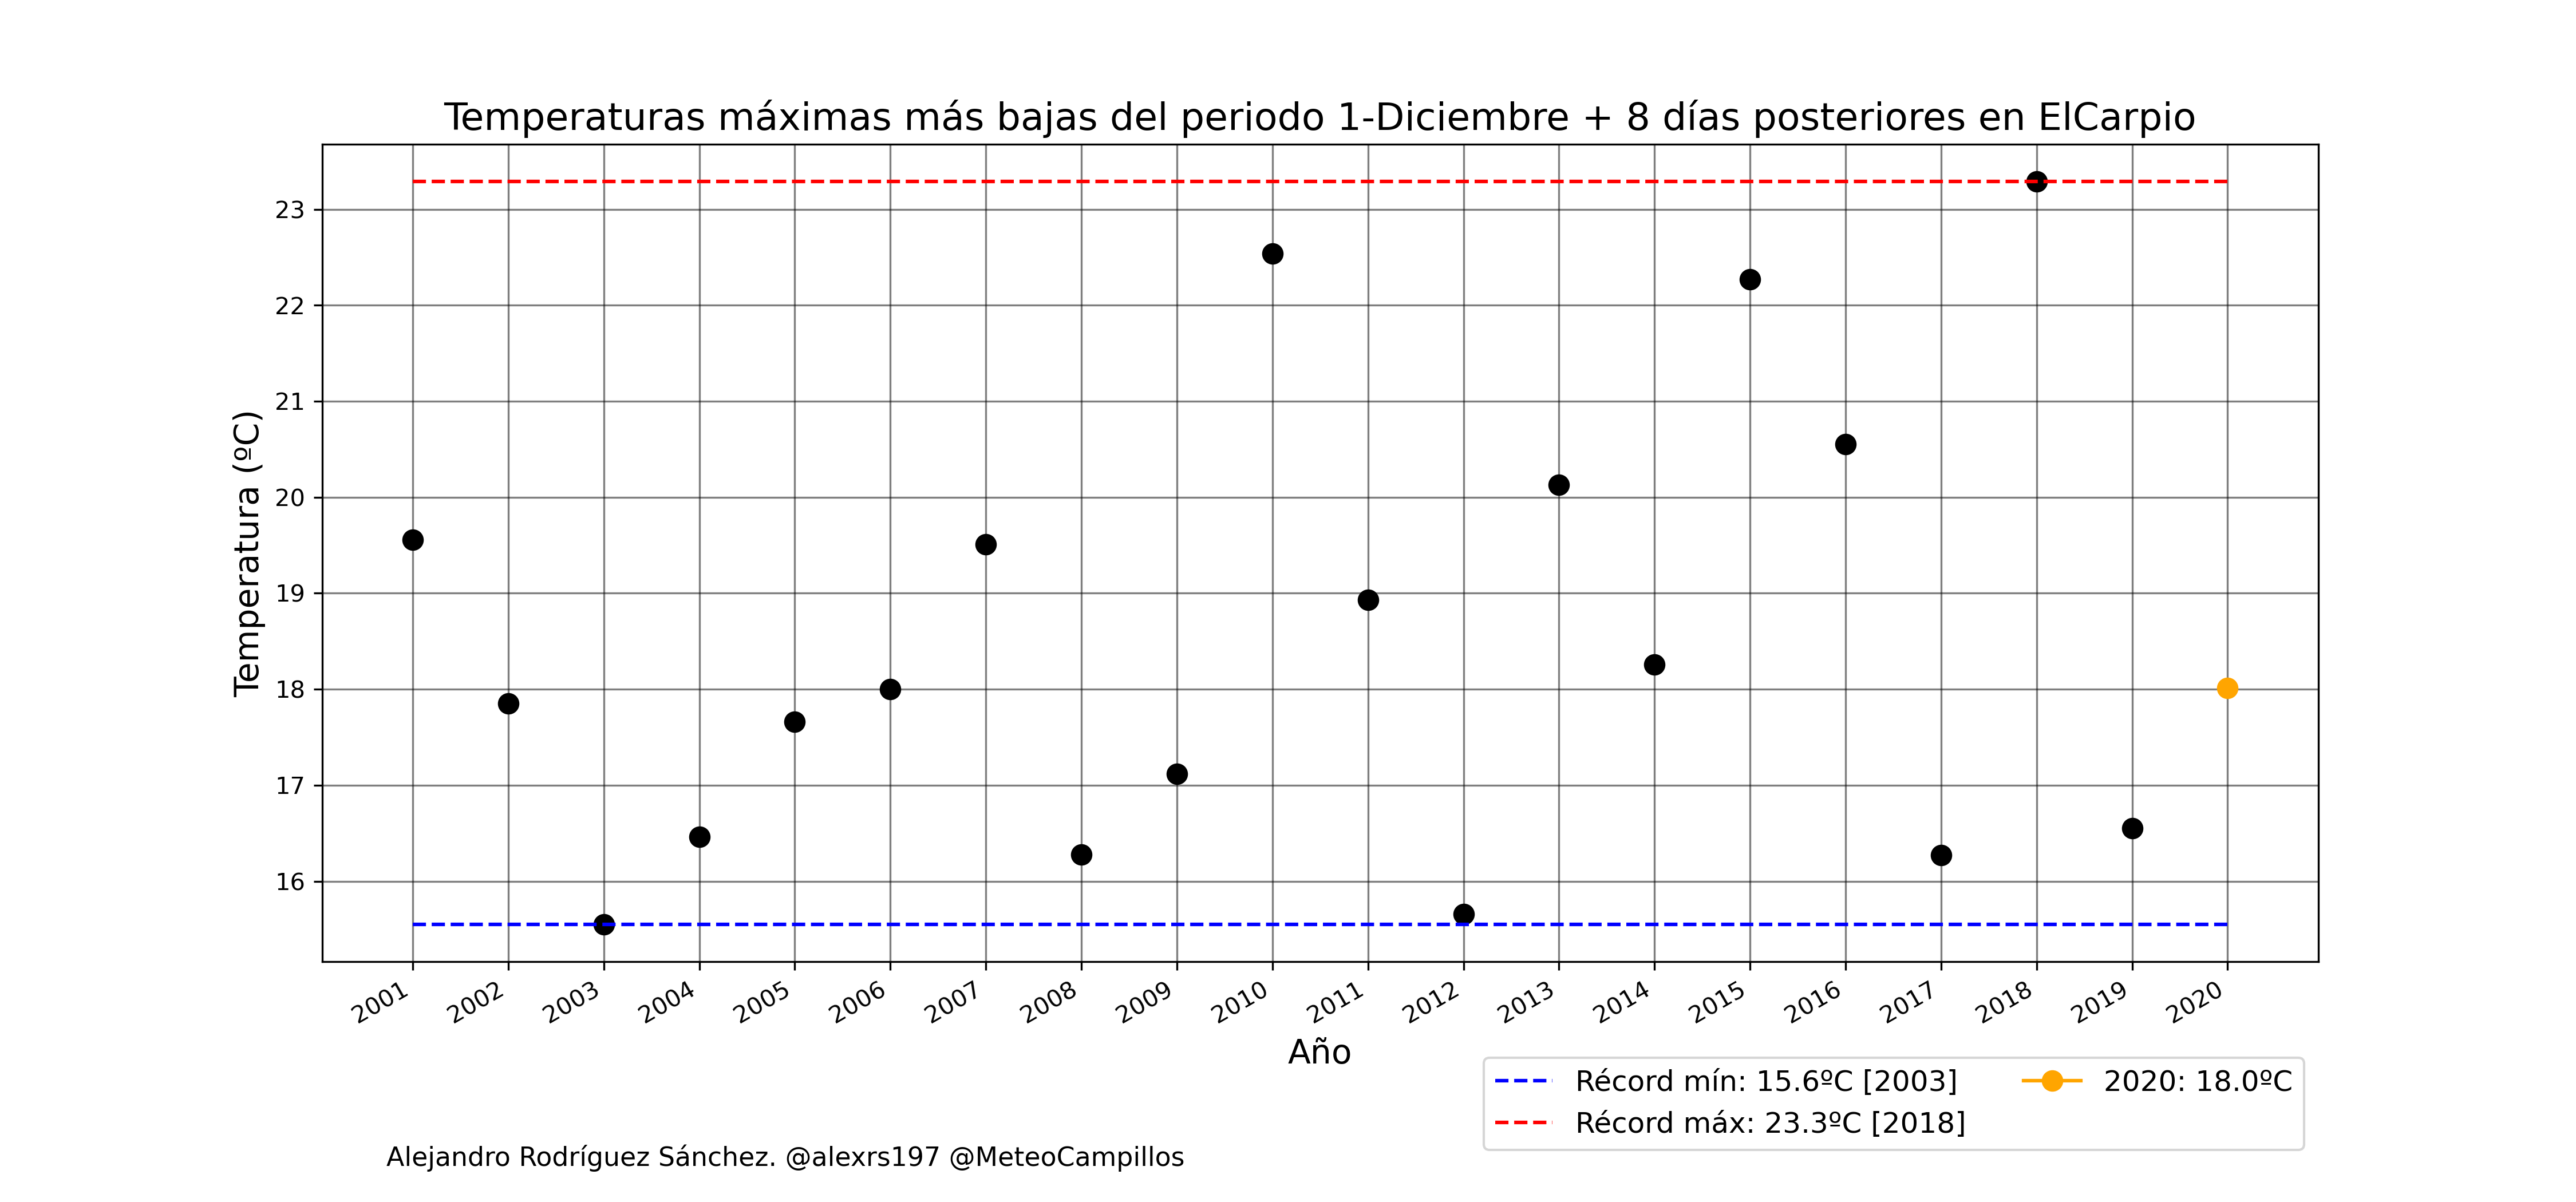 Temperaturas máximas más bajas del periodo 1-Diciembre + 8 días posteriores en ElCarpio
Temperatura (ºC)
23
22
21
20
19
18
17
16
2001 2002 2003 2004 2005 2006 2007 2008 2009 2010 2011 2012 2013 2014 2015 2016 2017 2018 2019 2020
Año
Récord mín: 15.6ºC [2003]
Récord máx: 23.3ºC [2018]
2020: 18.0ºC
Alejandro Rodríguez Sánchez. @alexrs197 @MeteoCampillos